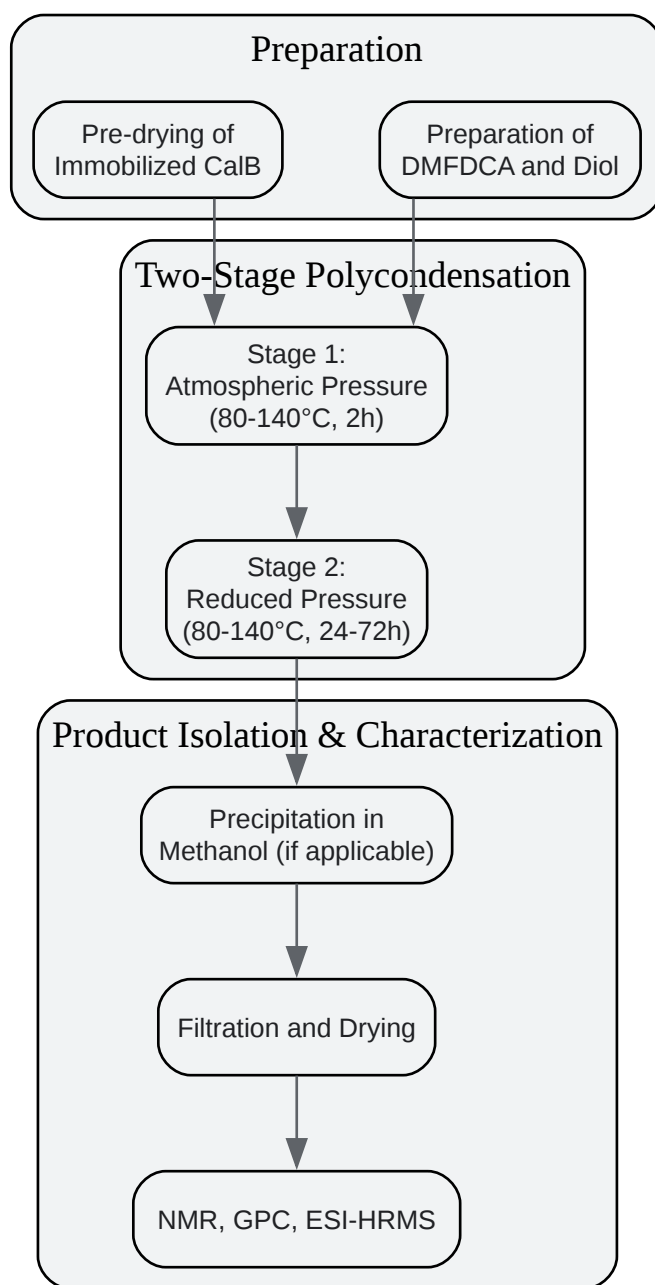 Preparation
Pre-drying of
Immobilized CalB
Preparation of
DMFDCA and Diol
Two-Stage Polycondensation
Stage 1:
Atmospheric Pressure
(80-140°C, 2h)
Stage 2:
Reduced Pressure
(80-140°C, 24-72h)
Product Isolation & Characterization
Precipitation in
Methanol (if applicable)
Filtration and Drying
NMR, GPC, ESI-HRMS